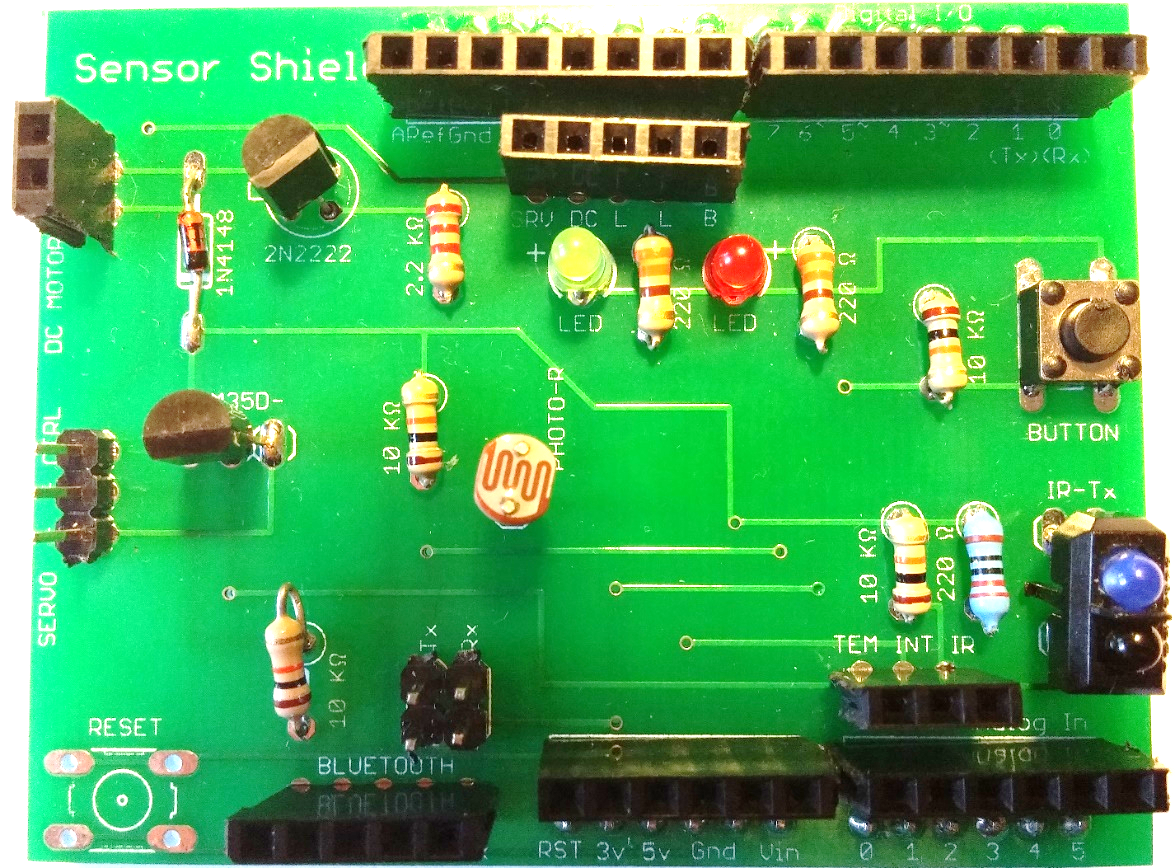 Digital I/O
Sensor Shield
ARefGnd
7 6~ 5~ 4 3~ 2 1 0
(Tx)(Rx)
SRV DC L L B
2N2222
1N4148
2.2 KΩ
+
+
220 Ω
220 Ω
LED
LED
10 KΩ
DC MOTOR
BUTTON
35D-
10 KΩ
PHOTO-R
IR-Tx
10 KΩ
220 Ω
SERVO
Tx
Rx
10 KΩ
TEM INT IR
RESET
BLUETOOTH
RST 3v 5v Gnd Vin
0 1 2 3 4 5